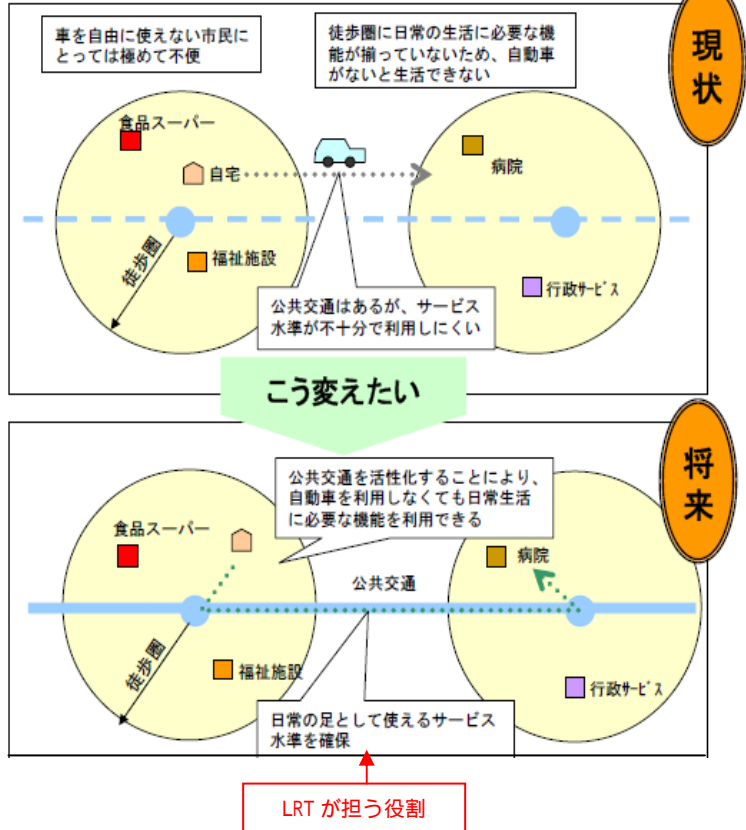 車を自由に使えない市民に
とっては極めて不便
徒歩圏に日常の生活に必要な機
能が揃っていないため、自動車
がないと生活できない
現状
食品スーパー
自宅
病院
福祉施設
徒歩圏
行政ｻｰﾋﾞｽ
公共交通はあるが、サービス
水準が不十分で利用しにくい
こう変えたい
将来
公共交通を活性化することにより、
自動車を利用しなくても日常生活
に必要な機能を利用できる
食品スーパー
病院
公共交通
徒歩圏
福祉施設
行政ｻｰﾋﾞｽ
日常の足として使えるサービス
水準を確保
LRT が担う役割